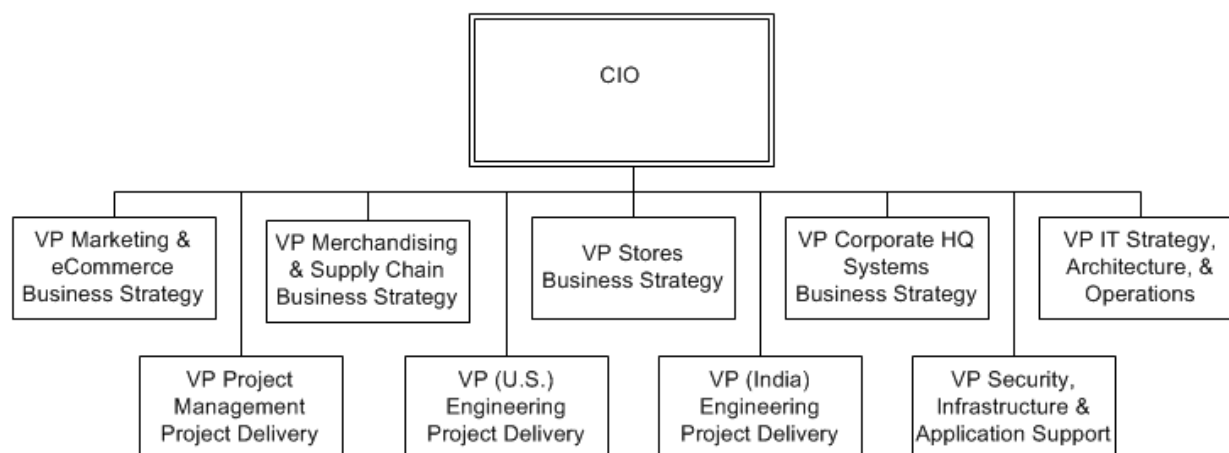 CIO
VP Marketing &
eCommerce
Business Strategy
VP Merchandising
& Supply Chain
Business Strategy
VP Stores
Business Strategy
VP Corporate HQ
Systems
Business Strategy
VP IT Strategy,
Architecture, &
Operations
VP Project
Management
Project Delivery
VP (U.S.)
Engineering
Project Delivery
VP (India)
Engineering
Project Delivery
VP Security,
Infrastructure &
Application Support